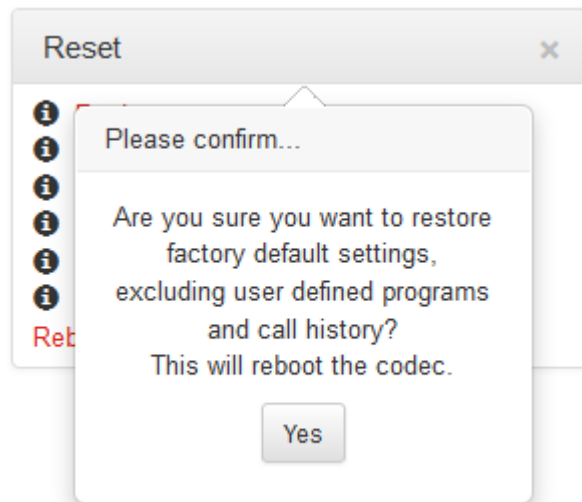 Reset
×
Please confirm...
Are you sure you want to restore
factory default settings,
excluding user defined programs
and call history?
This will reboot the codec.
Yes